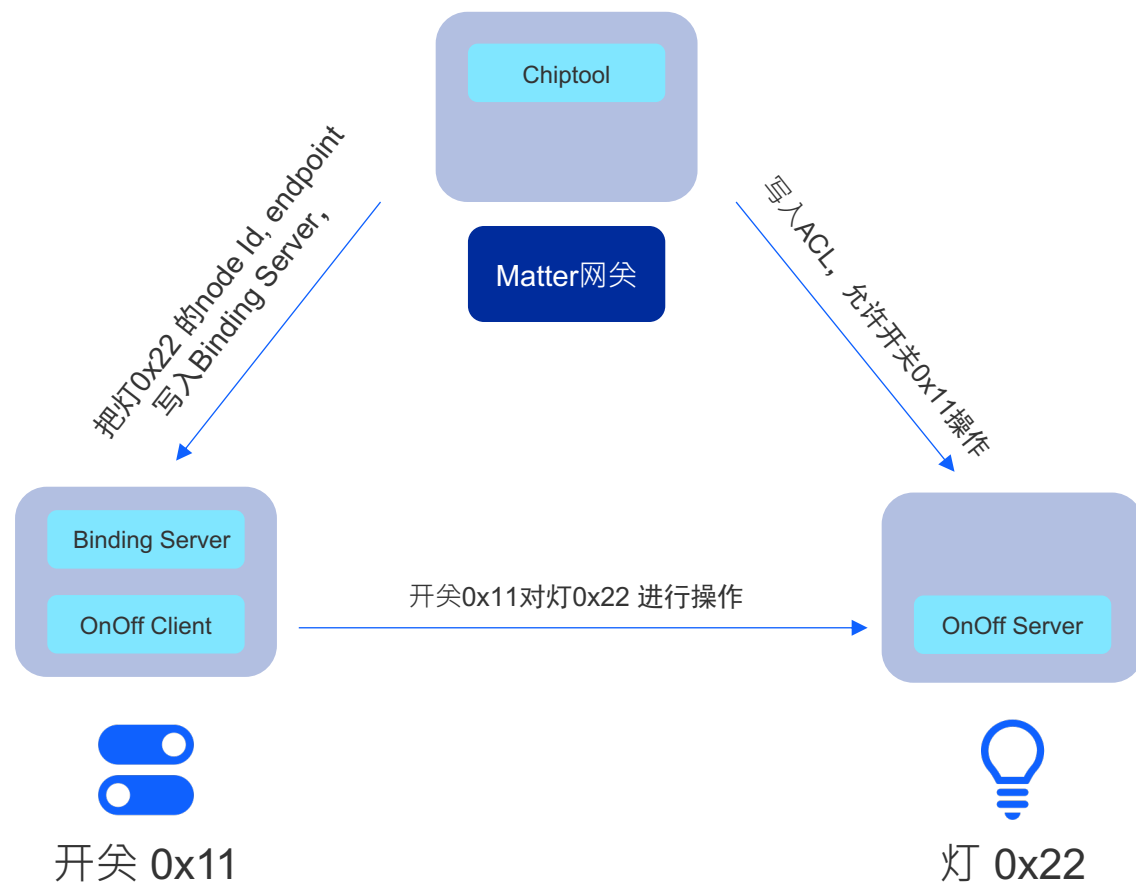 Chiptool
Matter网关
把灯0x22 的node Id, endpoint
写入Binding Server，
写入ACL，允许开关0x11操作
Binding Server
OnOff Client
开关0x11对灯0x22 进行操作
OnOff Server
开关 0x11
灯 0x22